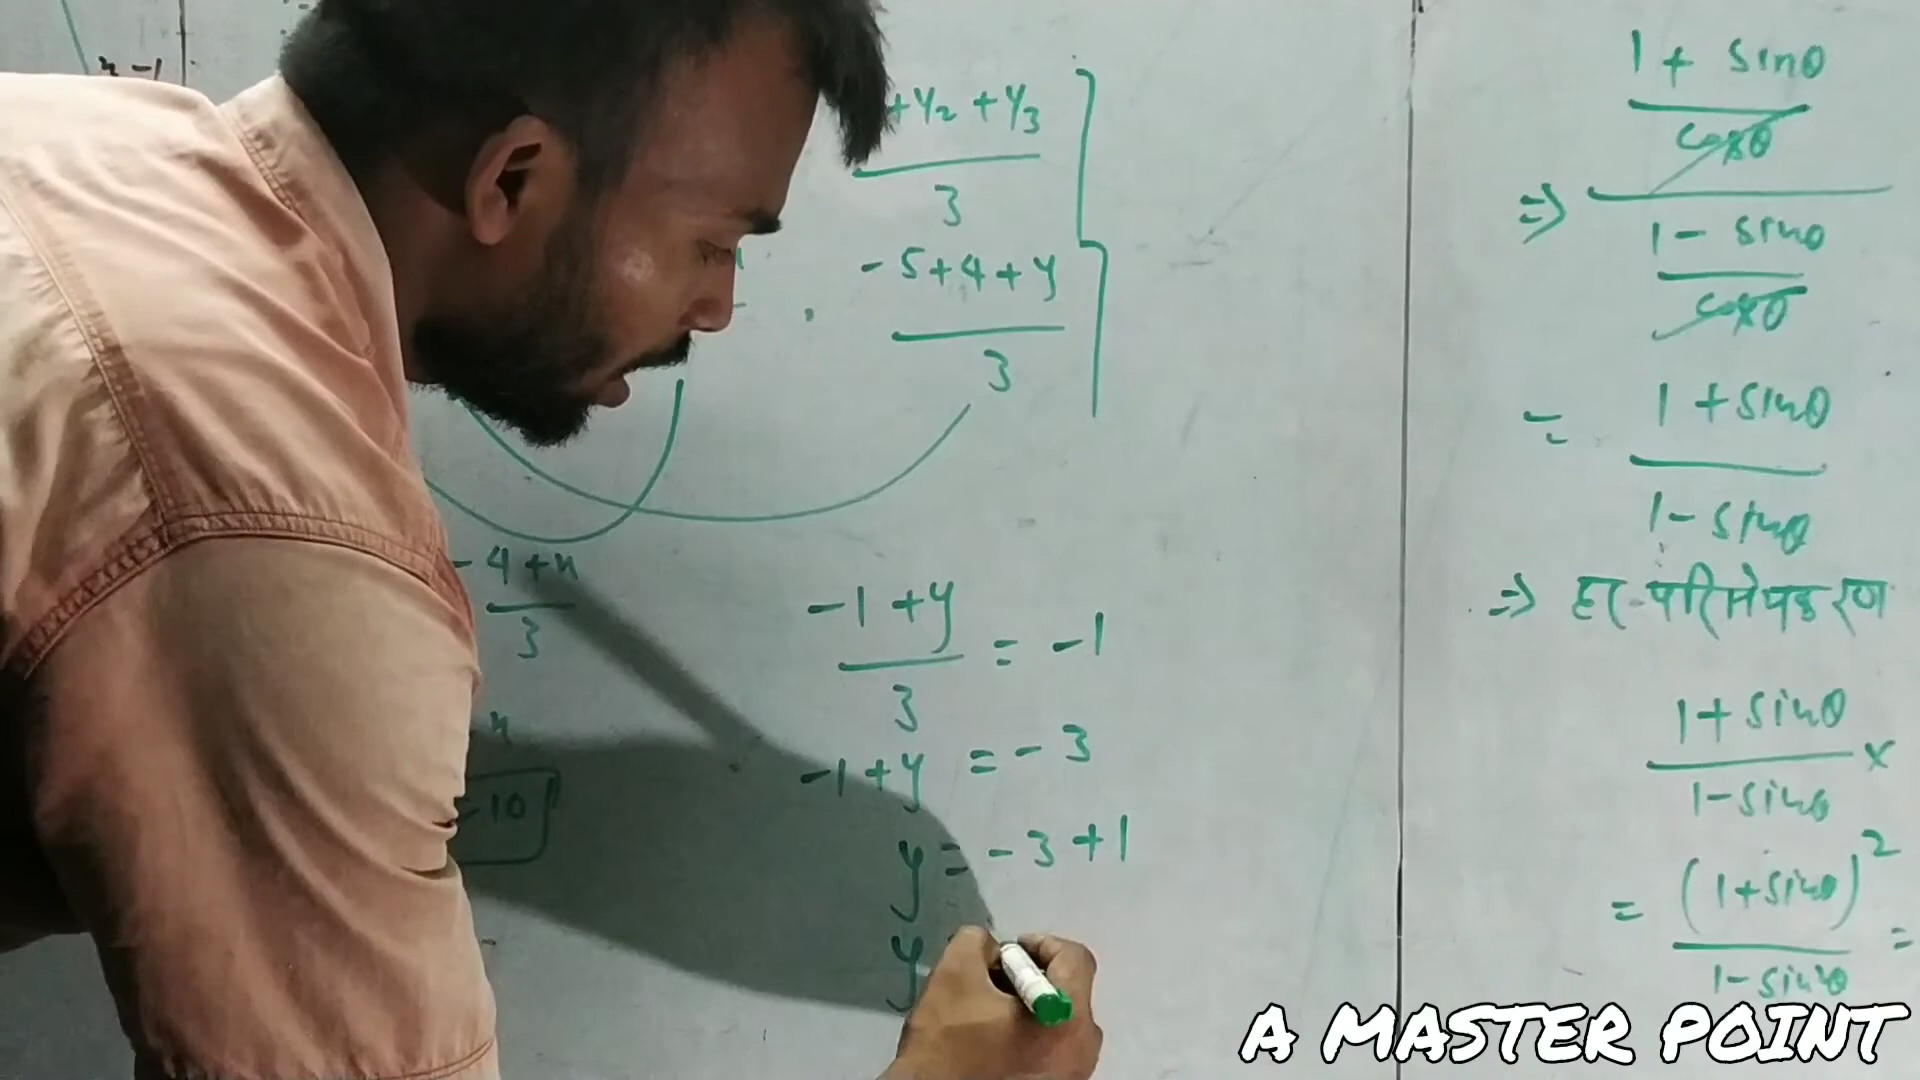 +y₂ +y₃
3
-5+4+y
3
-4+x
3
=10
-1+y
3
= -1
-1+y = -3
y = -3+1
y
1 + sinθ
cosθ
=>
1 - sinθ
cosθ
=
1 + sinθ
1 - sinθ
=> हर-परिमेयकरण
1+sinθ
×
1-sinθ
= (1+sinθ)² =
1-sin²θ
A MASTER POINT